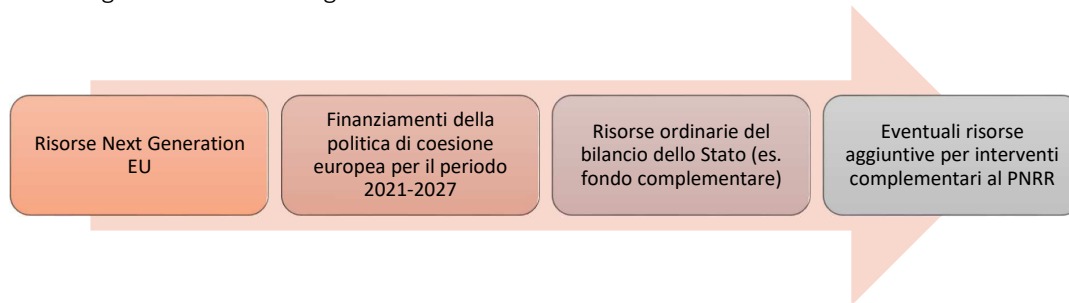 Risorse Next Generation
EU
Finanziamenti della
politica di coesione
europea per il periodo
2021-2027
Risorse ordinarie del
bilancio dello Stato (es.
fondo complementare)
Eventuali risorse
aggiuntive per interventi
complementari al PNRR